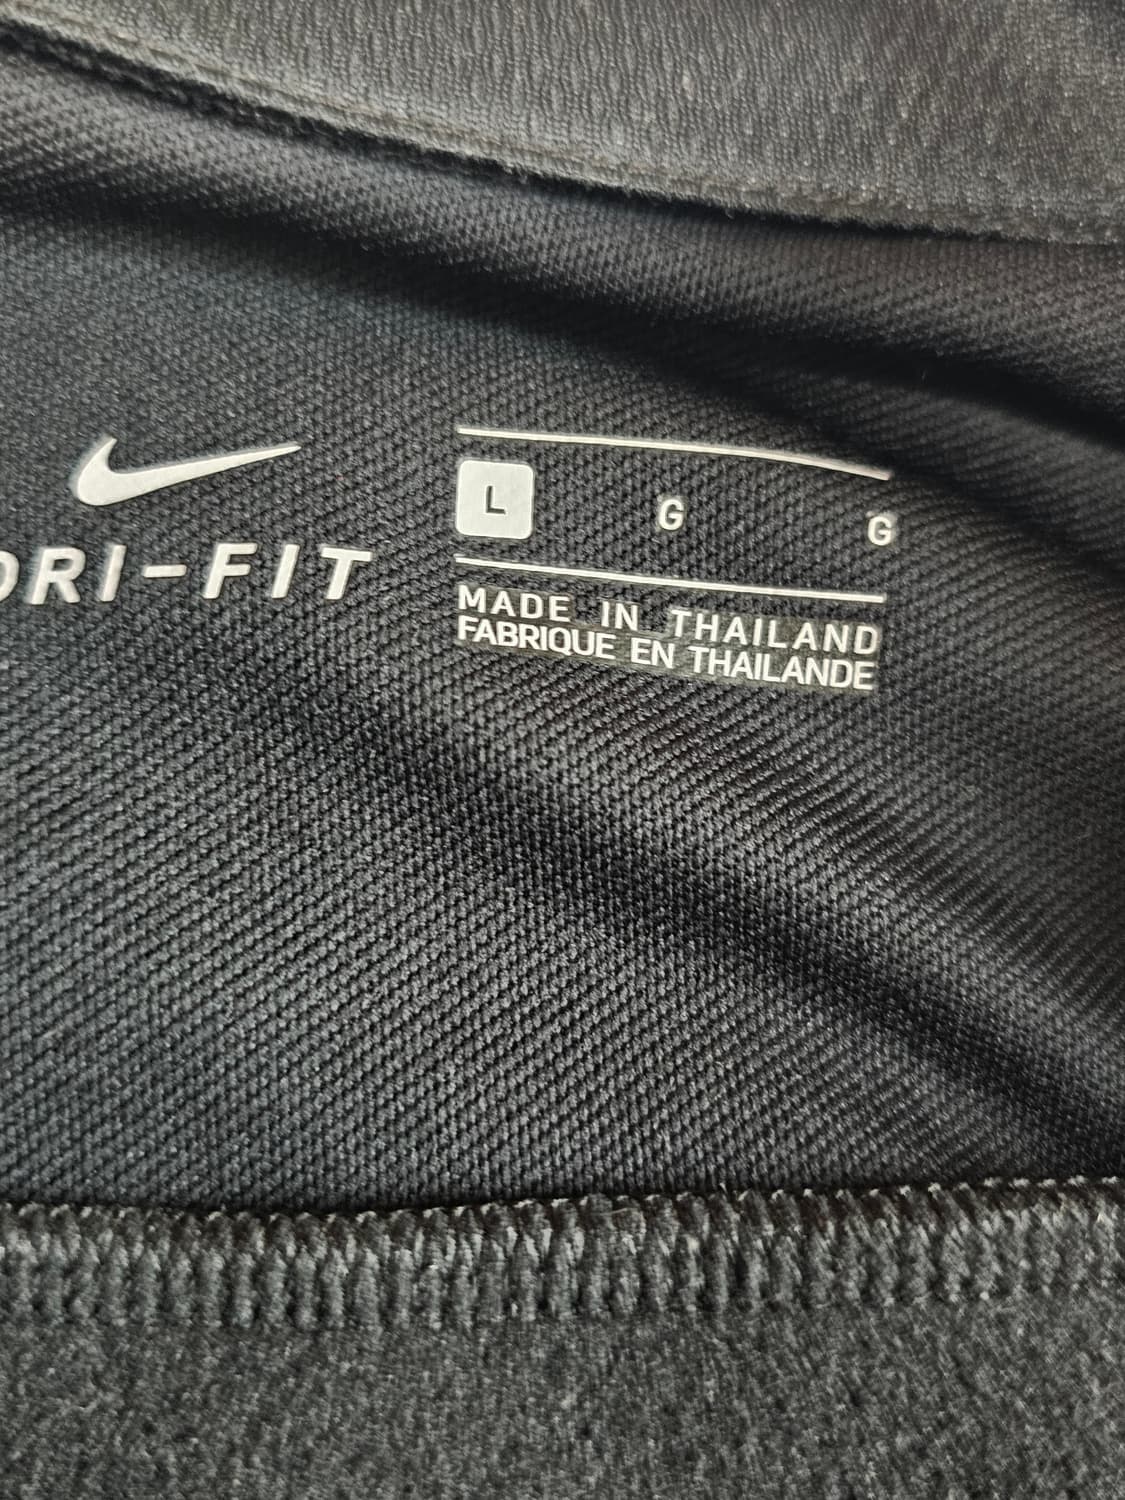 DRI-FIT
L G G
MADE IN THAILAND
FABRIQUE EN THAILANDE